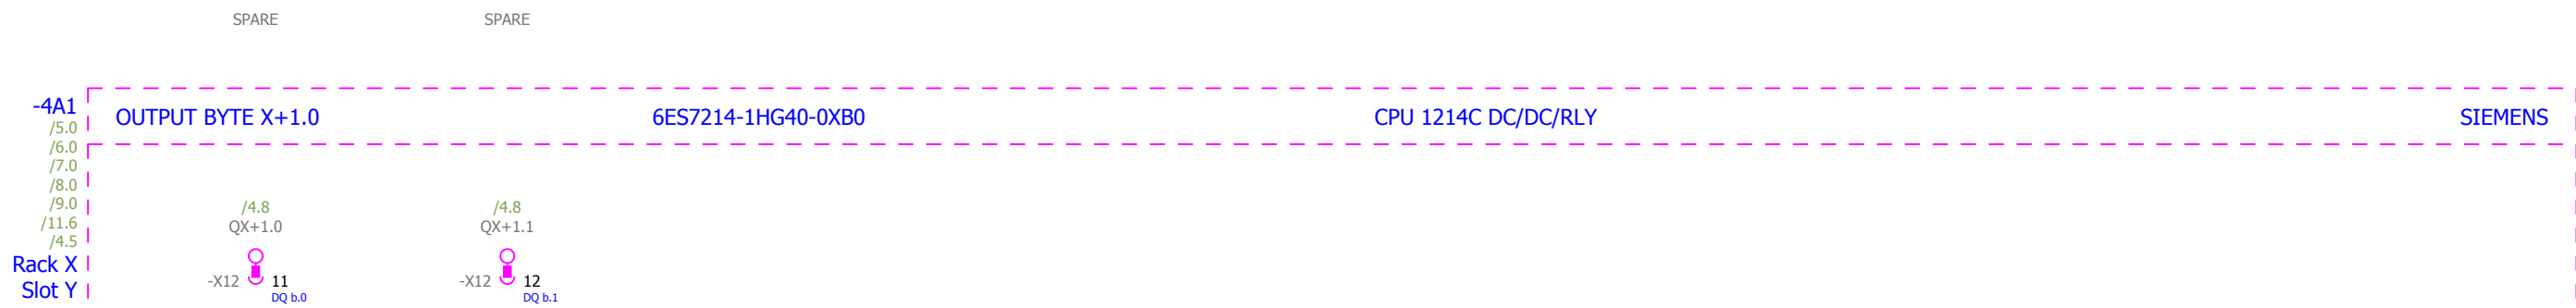 SPARE SPARE
-4A1
OUTPUT BYTE X+1.0 6ES7214-1HG40-0XB0 CPU 1214C DC/DC/RLY SIEMENS
/5.0
/6.0
/7.0
/8.0
/9.0
/11.6
/4.5
Rack X
Slot Y
/4.8 /4.8
QX+1.0 QX+1.1
-X12 11 -X12 12
DQ b.0 DQ b.1